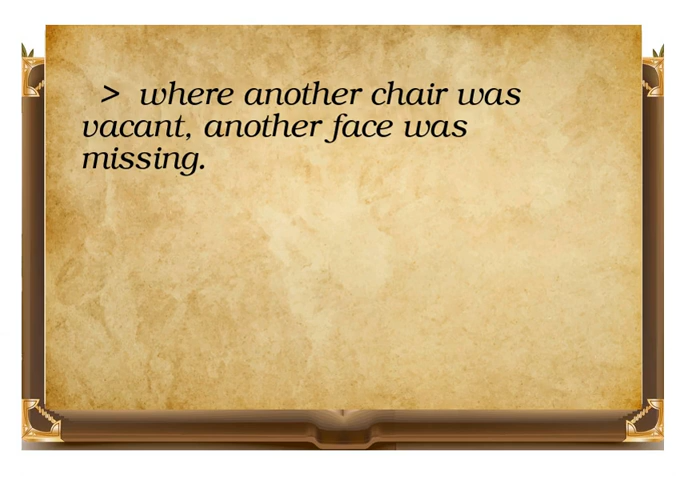 > where another chair was
vacant, another face was
missing.